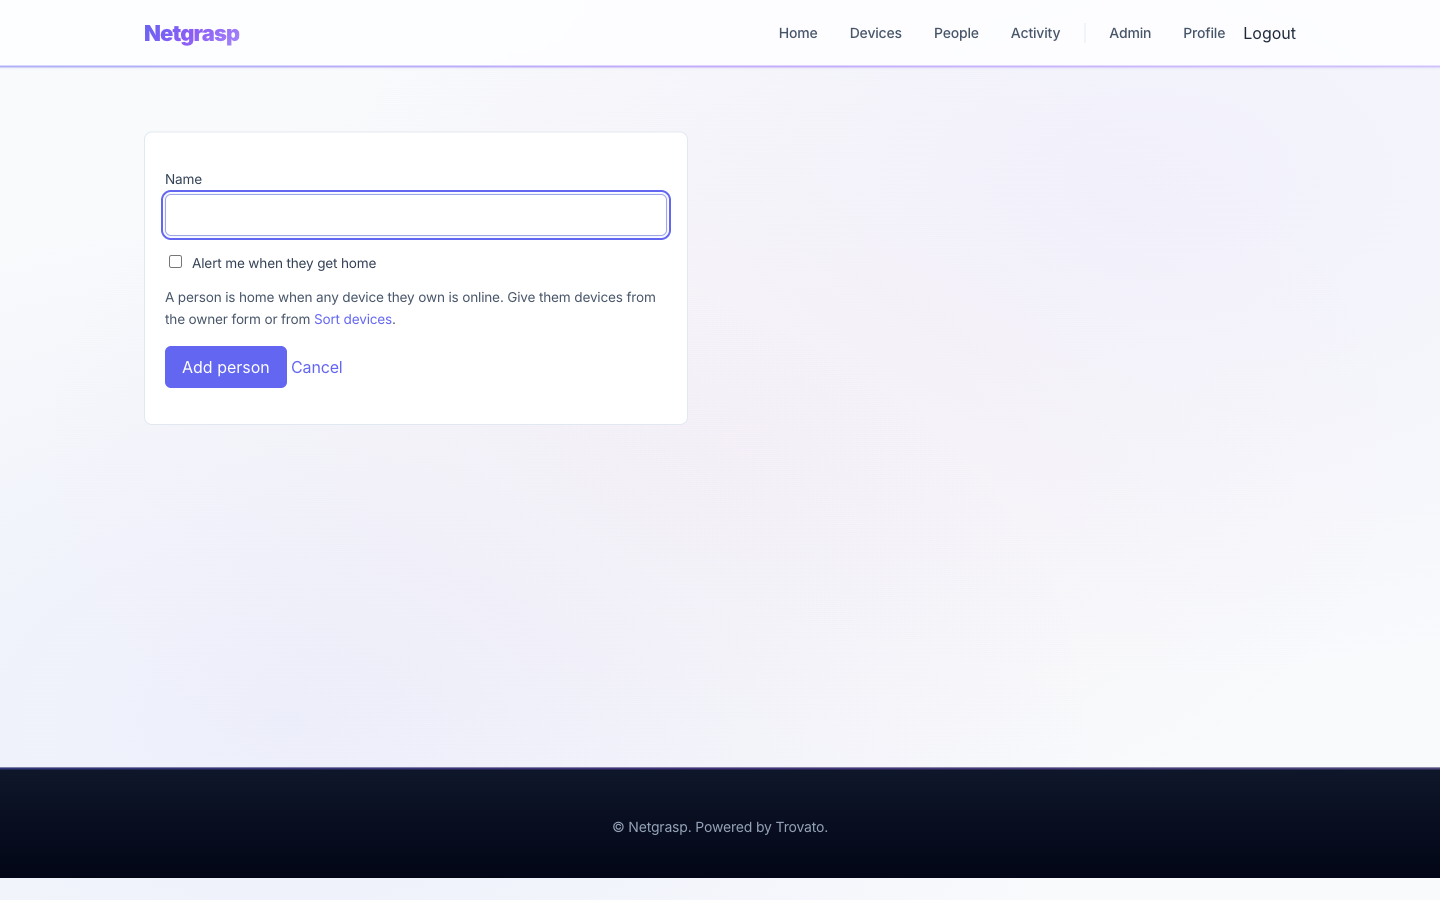 Netgrasp
Home Devices People Activity Admin Profile Logout
Name
Alert me when they get home
A person is home when any device they own is online. Give them devices from
the owner form or from Sort devices.
Add person Cancel
© Netgrasp. Powered by Trovato.